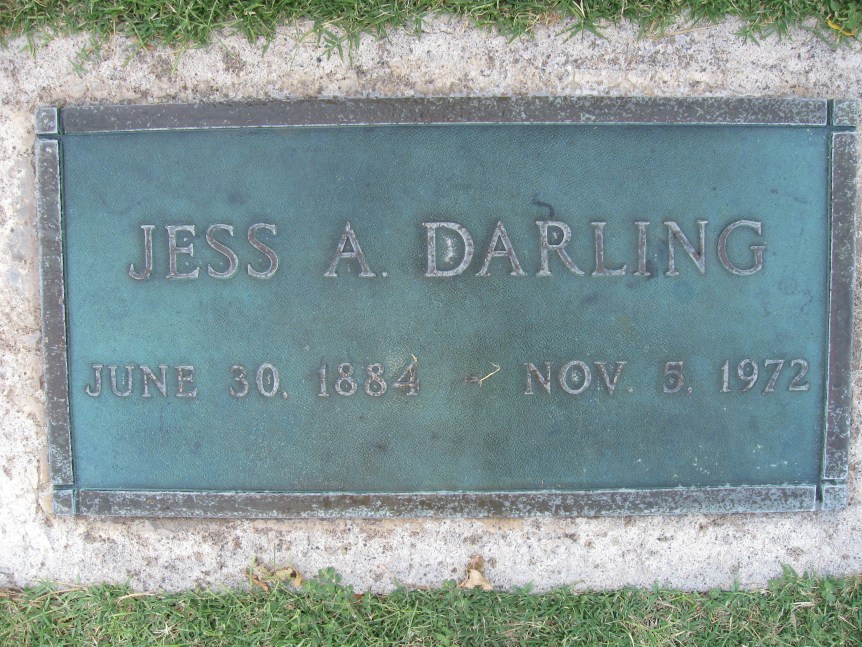 JESS A. DARLING
JUNE 30, 1884 - NOV 5, 1972